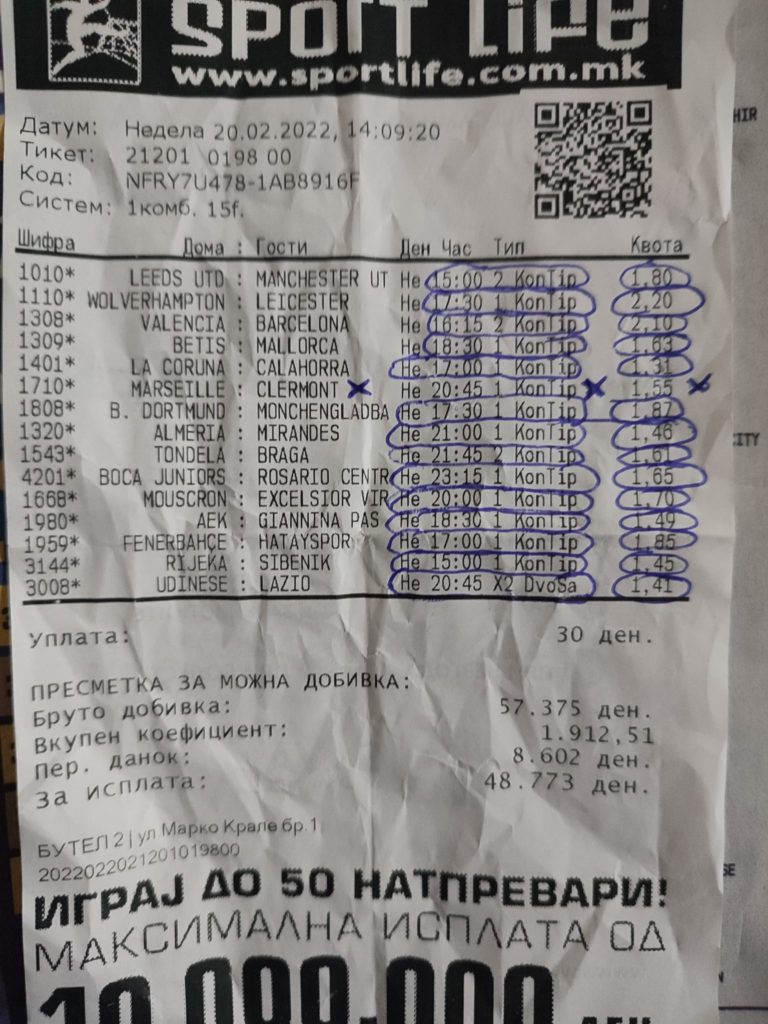 SPORT LIFE
www.sportlife.com.mk
Датум: Недела 20.02.2022, 14:09:20
Тикет: 21201 0198 00
Код: NFRY7U478-1AB8916F
Систем: 1комб. 15f.
Шифра Дома : Гости Ден Час Тип Квота
1010* LEEDS UTD : MANCHESTER UT Не 15:00 2 KonTip 1,80
1110* WOLVERHAMPTON : LEICESTER Не 17:30 1 KonTip 2,20
1308* VALENCIA : BARCELONA Не 16:15 2 KonTip 2,10
1309* BETIS : MALLORCA Не 18:30 1 KonTip 1,63
1401* LA CORUNA : CALAHORRA Не 17:00 1 KonTip 1,31
1710* MARSEILLE : CLERMONT Не 20:45 1 KonTip 1,55
1808* B. DORTMUND : MONCHENGLADBA Не 17:30 1 KonTip 1,87
1320* ALMERIA : MIRANDES Не 21:00 1 KonTip 1,46
1543* TONDELA : BRAGA Не 21:45 2 KonTip 1,61
4201* BOCA JUNIORS : ROSARIO CENTR Не 23:15 1 KonTip 1,65
1668* MOUSCRON : EXCELSIOR VIR Не 20:00 1 KonTip 1,70
1980* AEK : GIANNINA PAS Не 18:30 1 KonTip 1,49
1959* FENERBAHÇE : HATAYSPOR Не 17:00 1 KonTip 1,85
3144* RIJEKA : SIBENIK Не 15:00 1 KonTip 1,45
3008* UDINESE : LAZIO Не 20:45 X2 DvoSa 1,41
Уплата: 30 ден.
ПРЕСМЕТКА ЗА МОЖНА ДОБИВКА:
Бруто добивка: 57.375 ден.
Вкупен коефициент: 1.912,51
Пер. данок: 8.602 ден.
За исплата: 48.773 ден.
БУТЕЛ 2 | ул Марко Крале бр.1
2022022021201019800
ИГРАЈ ДО 50 НАТПРЕВАРИ!
МАКСИМАЛНА ИСПЛАТА ОД
10.000.000 ден
HIR
CITY